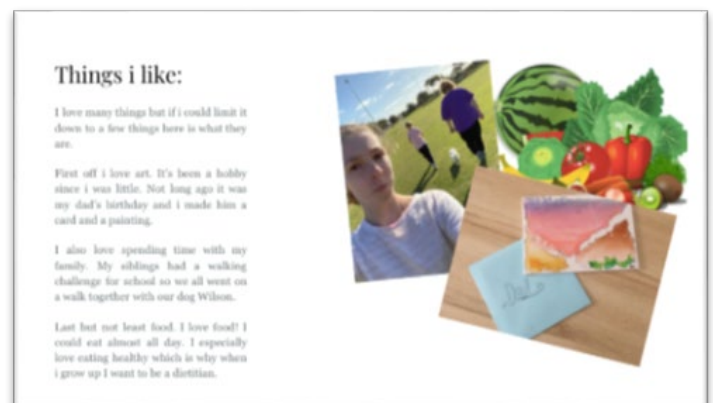 Things i like:
I love many things but if i could limit it
down to a few things here is what they
are.
First off i love art. It's been a hobby
since i was little. Not long ago it was
my dad's birthday and i made him a
card and a painting.
I also love spending time with my
family. My siblings had a walking
challenge for school so we all went on
a walk together with our dog Wilson.
Last but not least food. I love food! I
could eat almost all day. I especially
love eating healthy which is why when
i grow up I want to be a dietitian.
Dad